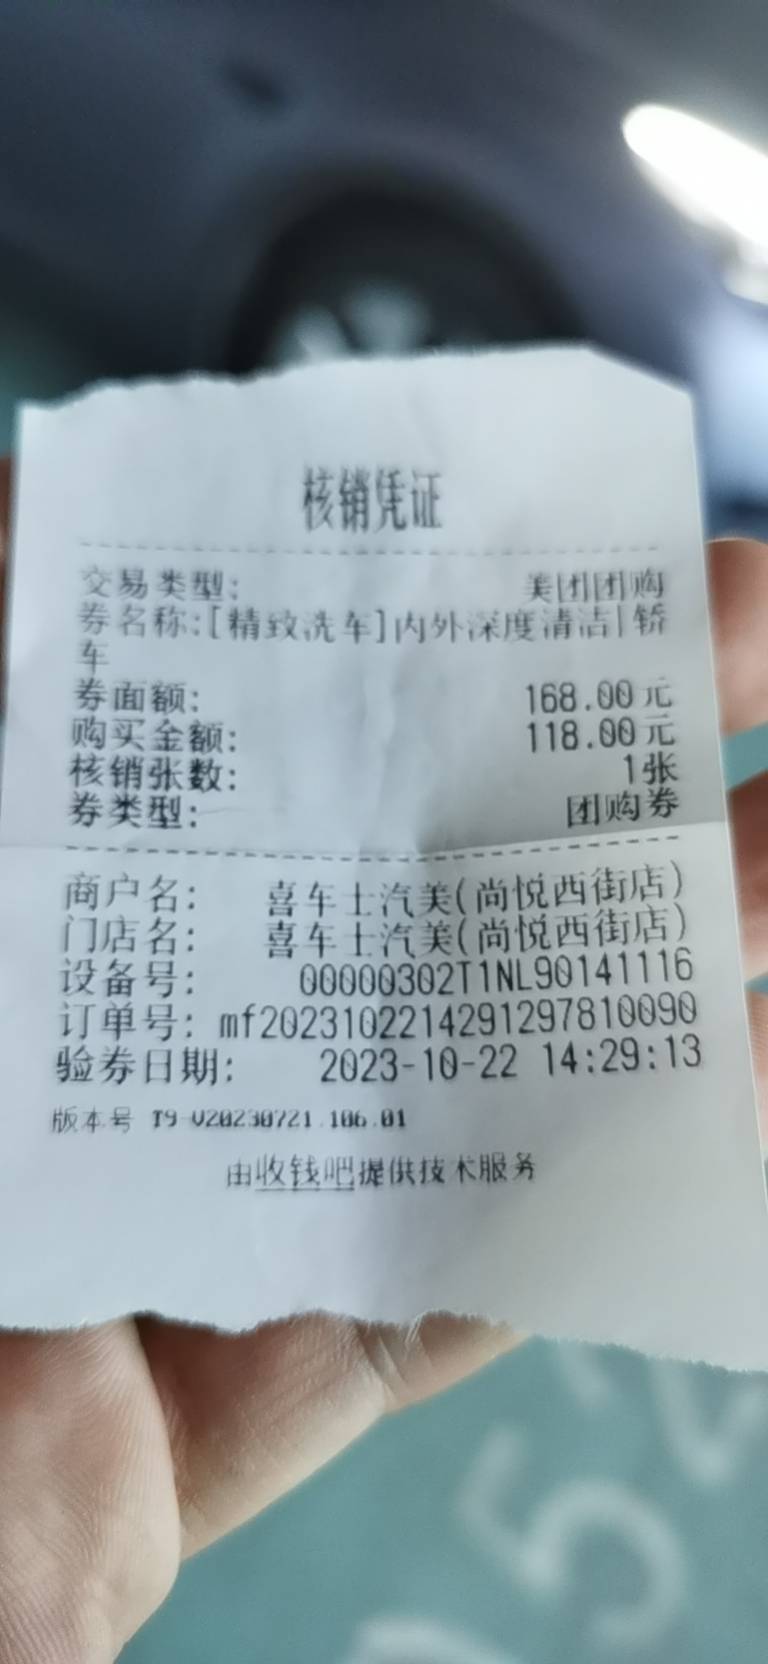 核销凭证
交易类型: 美团团购
券名称:[精致洗车]内外深度清洁|轿
车
券面额: 168.00元
购买金额: 118.00元
核销张数: 1张
券类型: 团购券
商户名: 喜车士汽美(尚悦西街店)
门店名: 喜车士汽美(尚悦西街店)
设备号: 00000302T1NL90141116
订单号: mf2023102214291297810090
验券日期: 2023-10-22 14:29:13
版本号 T9-V20230721.106.01
由收钱吧提供技术服务